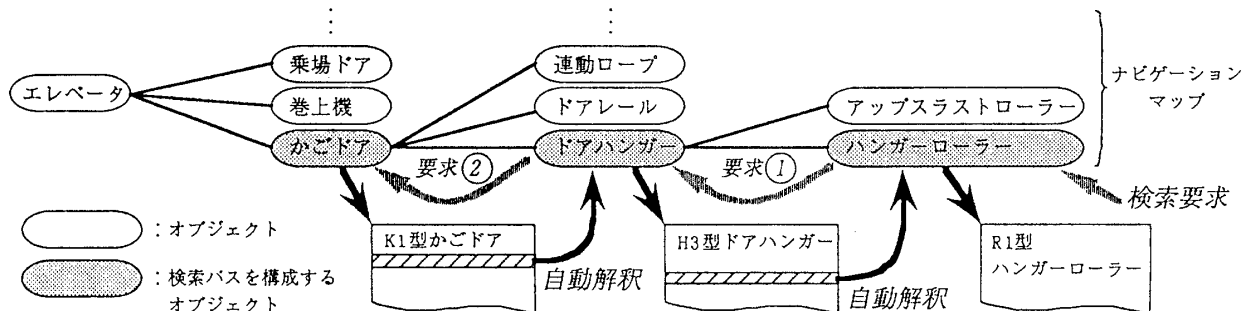 乗場ドア
連動ロープ
エレベータ
巻上機
ドアレール
アップスラストローラー
ナビゲーション
マップ
かごドア
ドアハンガー
ハンガーローラー
要求②
要求①
検索要求
：オブジェクト
：検索パスを構成する
オブジェクト
K1型かごドア
自動解釈
H3型ドアハンガー
自動解釈
R1型
ハンガーローラー